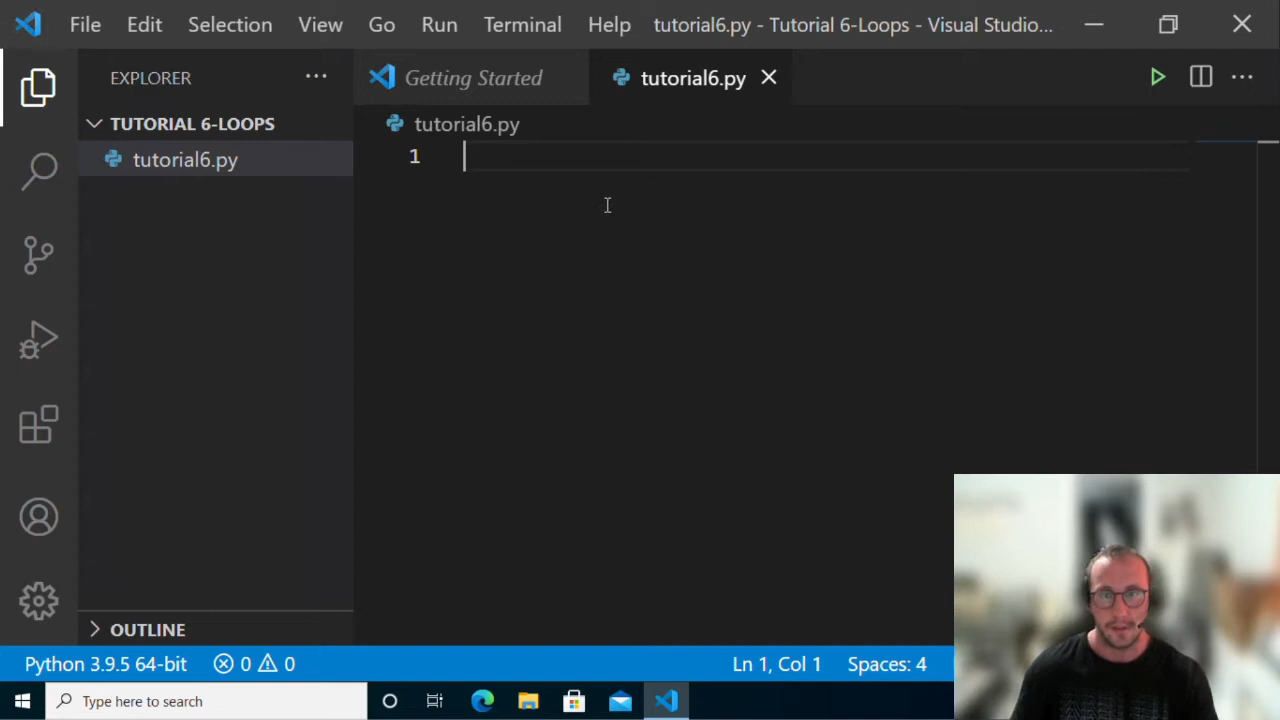 File Edit Selection View Go Run Terminal Help tutorial6.py - Tutorial 6-Loops - Visual Studio...
EXPLORER ... Getting Started tutorial6.py
TUTORIAL 6-LOOPS tutorial6.py
1
tutorial6.py
OUTLINE
Python 3.9.5 64-bit 0 0 Ln 1, Col 1 Spaces: 4
Type here to search